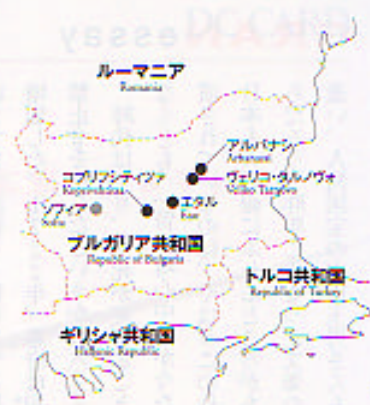 ルーマニア
Romania
アルバナシ
Arbanassi
ヴェリコ・タルノヴォ
Veliko Tarnovo
コプリフシティツァ
Koprivshtitza
エタル
Etar
ソフィア
Sofia
ブルガリア共和国
Republic of Bulgaria
トルコ共和国
Republic of Turkey
ギリシャ共和国
Hellenic Republic